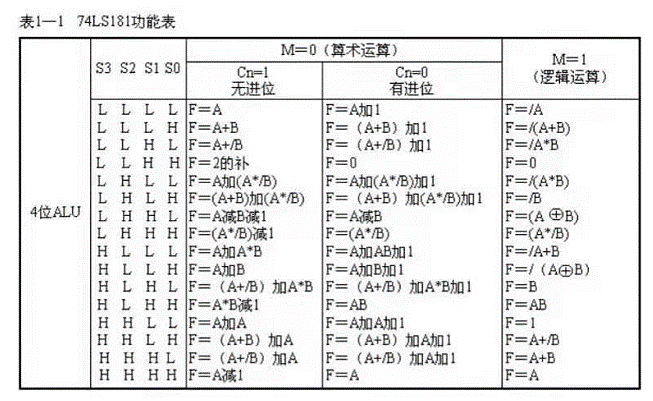 表1—1 74LS181功能表
4位ALU
S3 S2 S1 S0 M=0（算术运算） M=1
Cn=1 Cn=0 （逻辑运算）
无进位 有进位
L L L L F=A F=A加1 F=/A
L L L H F=A+B F=（A+B）加1 F=/(A+B)
L L H L F=A+/B F=（A+/B）加1 F=/A*B
L L H H F=2的补 F=0 F=0
L H L L F=A加(A*/B) F=A加(A*/B)加1 F=/(A*B)
L H L H F=(A+B)加(A*/B) F=（A+B）加(A*/B)加1 F=/B
L H H L F=A减B减1 F=A减B F=(A⊕B)
L H H H F=(A*/B)减1 F=(A*/B) F=(A*/B)
H L L L F=A加A*B F=A加AB加1 F=/A+B
H L L H F=A加B F=A加B加1 F=/（A⊕B）
H L H L F=（A+/B）加A*B F=（A+/B）加A*B加1 F=B
H L H H F=A*B减1 F=AB F=AB
H H L L F=A加A F=A加A加1 F=1
H H L H F=（A+B）加A F=（A+B）加A加1 F=A+/B
H H H L F=（A+/B）加A F=（A+/B）加A加1 F=A+B
H H H H F=A减1 F=A F=A